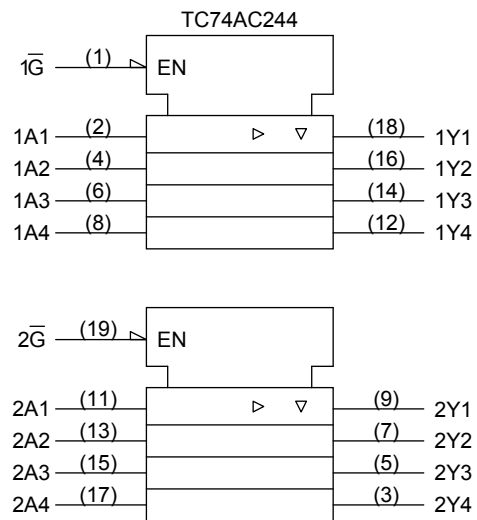 TC74AC244
1G̅ (1) EN
1A1 (2) (18) 1Y1
1A2 (4) (16) 1Y2
1A3 (6) (14) 1Y3
1A4 (8) (12) 1Y4
2G̅ (19) EN
2A1 (11) (9) 2Y1
2A2 (13) (7) 2Y2
2A3 (15) (5) 2Y3
2A4 (17) (3) 2Y4